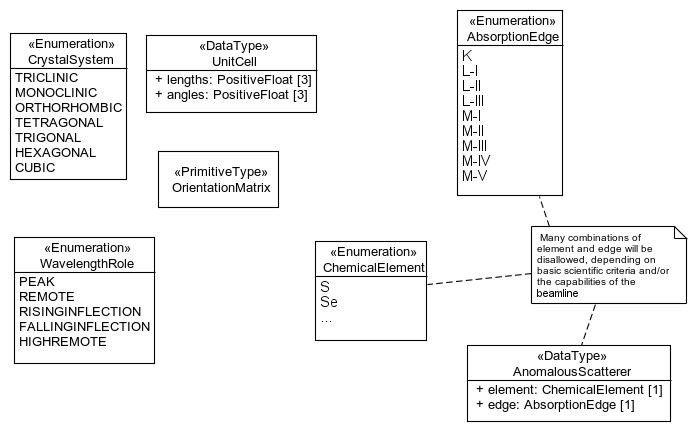 «Enumeration»
CrystalSystem
TRICLINIC
MONOCLINIC
ORTHORHOMBIC
TETRAGONAL
TRIGONAL
HEXAGONAL
CUBIC
«DataType»
UnitCell
+ lengths: PositiveFloat [3]
+ angles: PositiveFloat [3]
«PrimitiveType»
OrientationMatrix
«Enumeration»
AbsorptionEdge
K
L-I
L-II
L-III
M-I
M-II
M-III
M-IV
M-V
«Enumeration»
WavelengthRole
PEAK
REMOTE
RISINGINFLECTION
FALLINGINFLECTION
HIGHREMOTE
«Enumeration»
ChemicalElement
S
Se
...
Many combinations of
element and edge will be
disallowed, depending on
basic scientific criteria and/or
the capabilities of the
beamline
«DataType»
AnomalousScatterer
+ element: ChemicalElement [1]
+ edge: AbsorptionEdge [1]